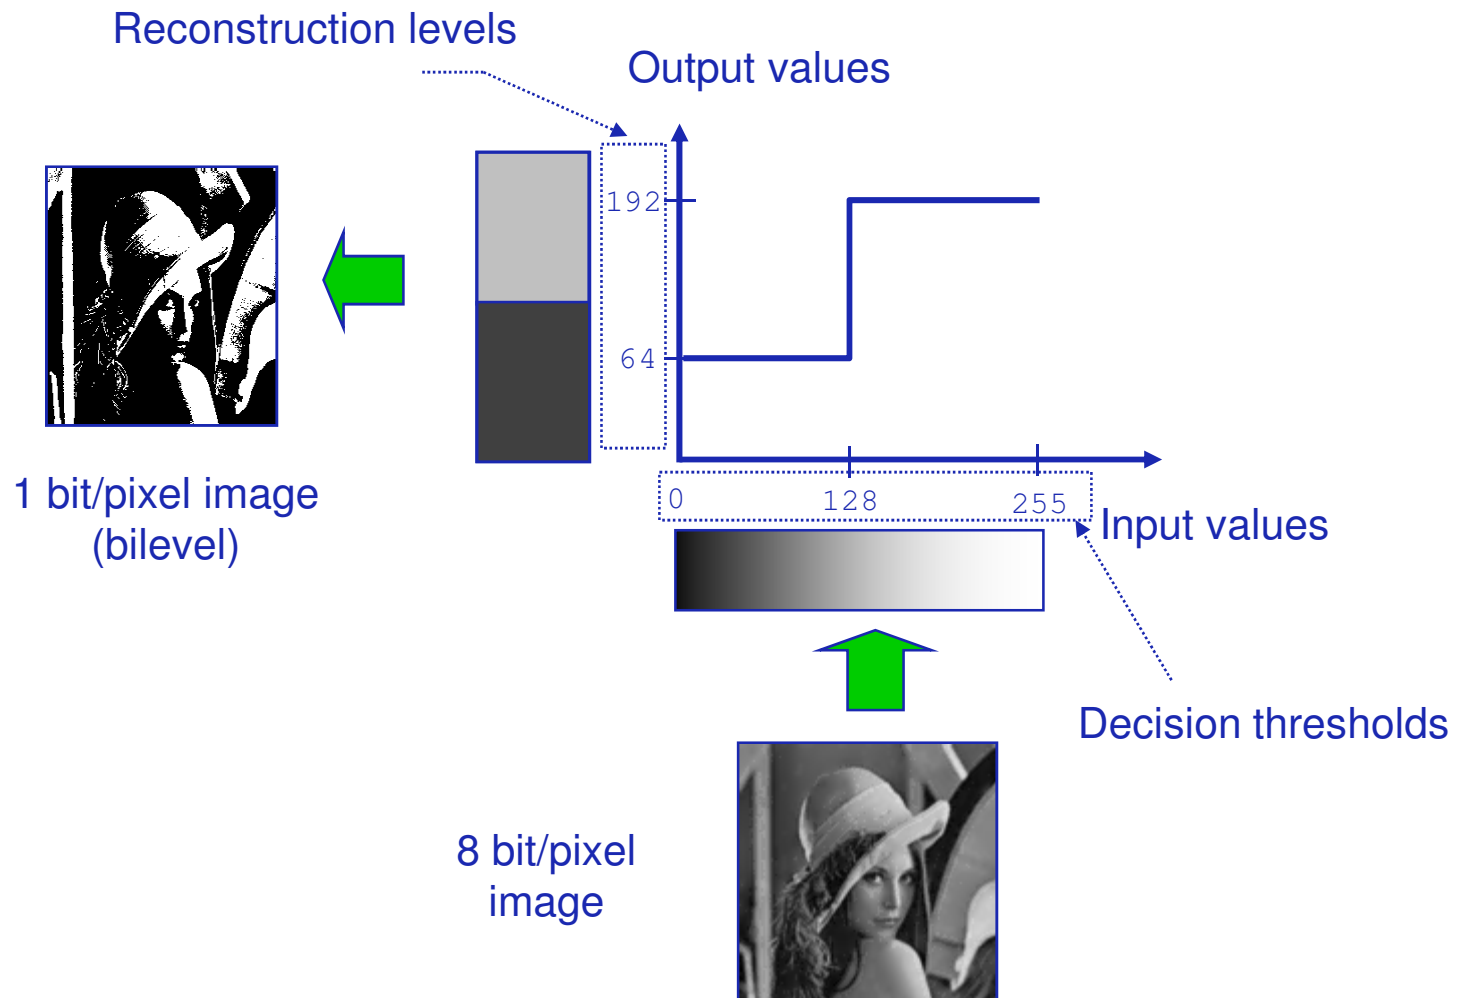 Reconstruction levels
Output values
192
64
0 128 255
Input values
1 bit/pixel image
(bilevel)
Decision thresholds
8 bit/pixel
image